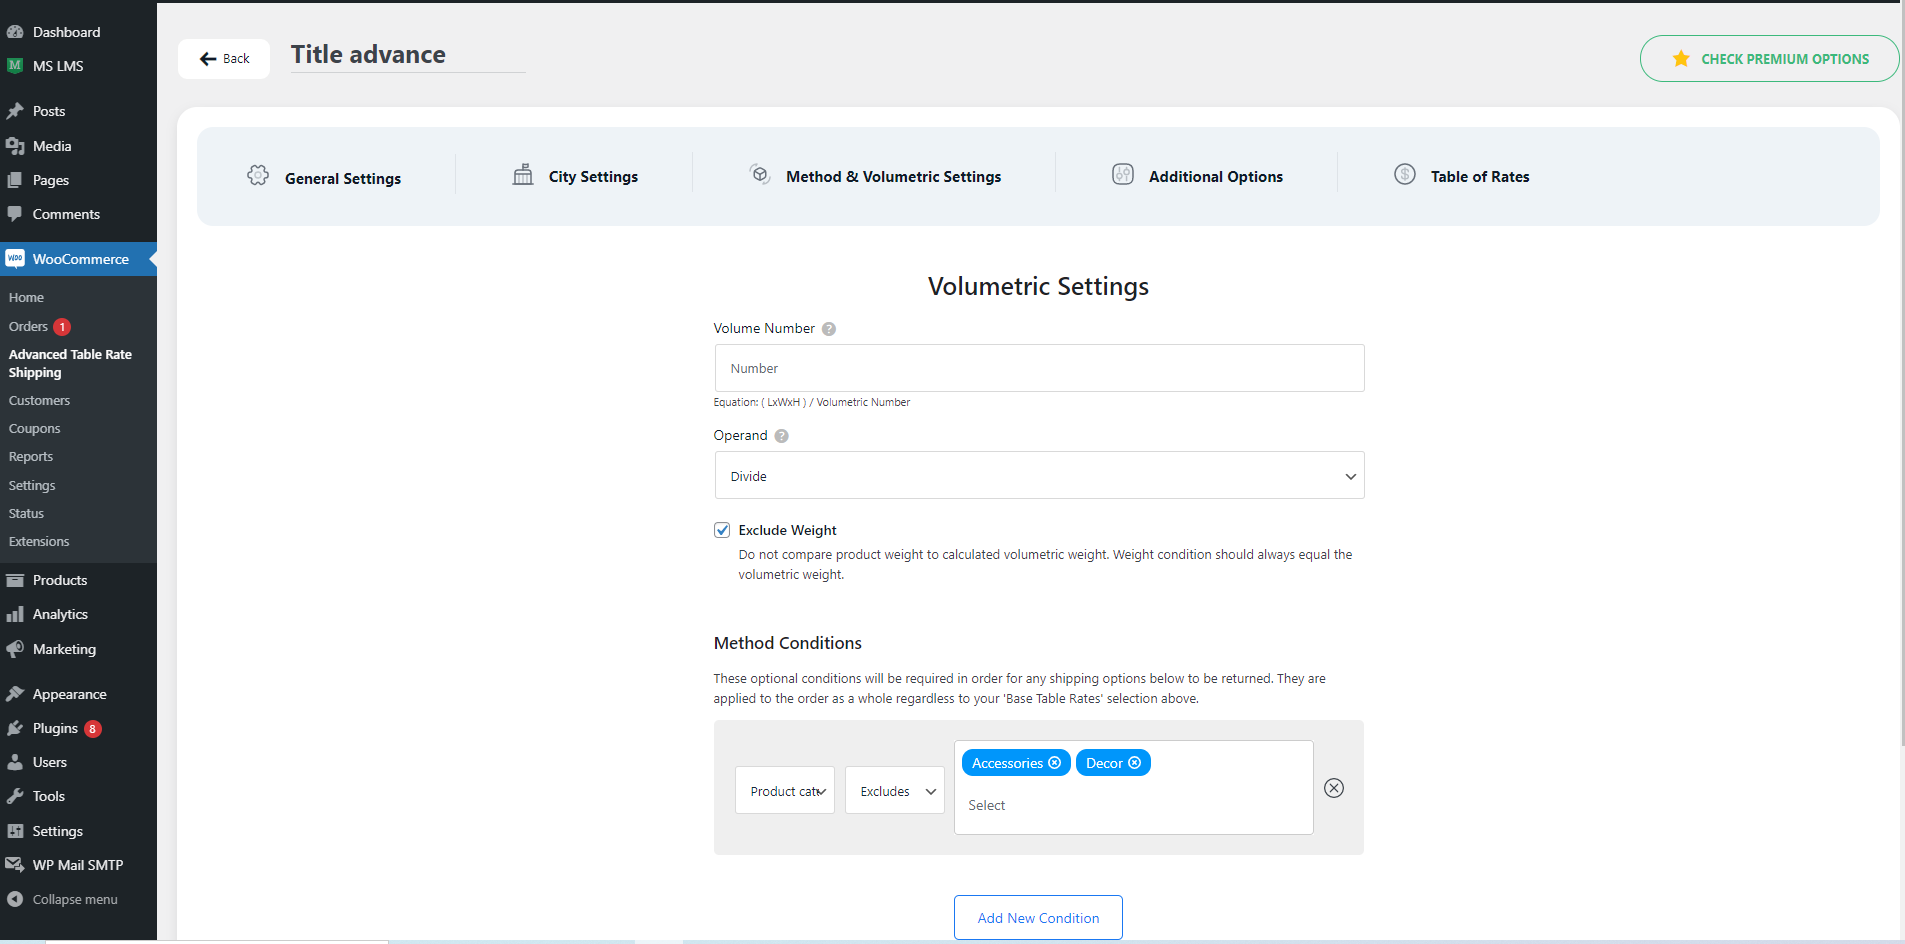 Dashboard
MS LMS
Posts
Media
Pages
Comments
WooCommerce
Home
Orders 1
Advanced Table Rate
Shipping
Customers
Coupons
Reports
Settings
Status
Extensions
Products
Analytics
Marketing
Appearance
Plugins 8
Users
Tools
Settings
WP Mail SMTP
Collapse menu
Back
Title advance
CHECK PREMIUM OPTIONS
General Settings
City Settings
Method & Volumetric Settings
Additional Options
Table of Rates
Volumetric Settings
Volume Number ?
Number
Equation: ( LxWxH ) / Volumetric Number
Operand ?
Divide
Exclude Weight
Do not compare product weight to calculated volumetric weight. Weight condition should always equal the
volumetric weight.
Method Conditions
These optional conditions will be required in order for any shipping options below to be returned. They are
applied to the order as a whole regardless to your 'Base Table Rates' selection above.
Product cat
Excludes
Accessories
Decor
Select
Add New Condition